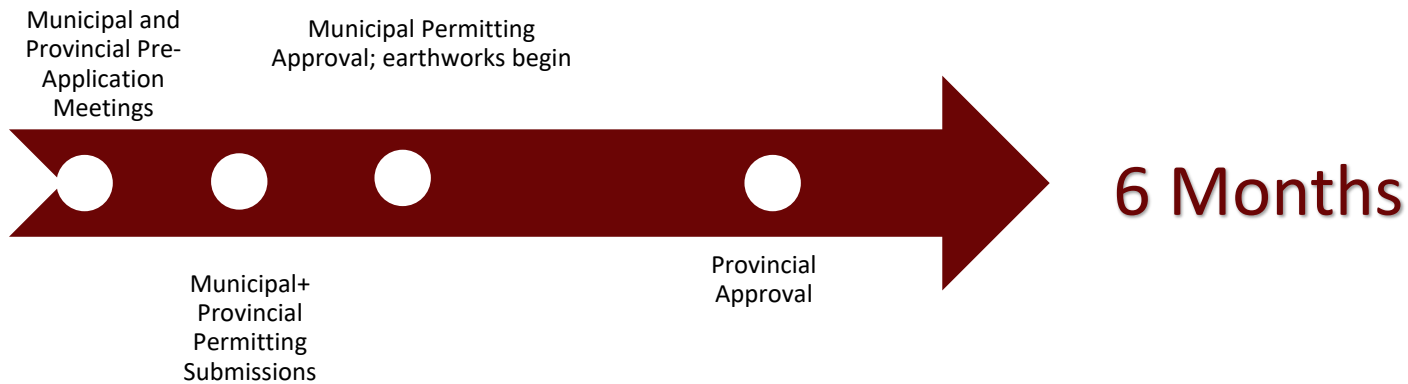 Municipal and
Provincial Pre-
Application
Meetings
Municipal Permitting
Approval; earthworks begin
6 Months
Municipal+
Provincial
Permitting
Submissions
Provincial
Approval